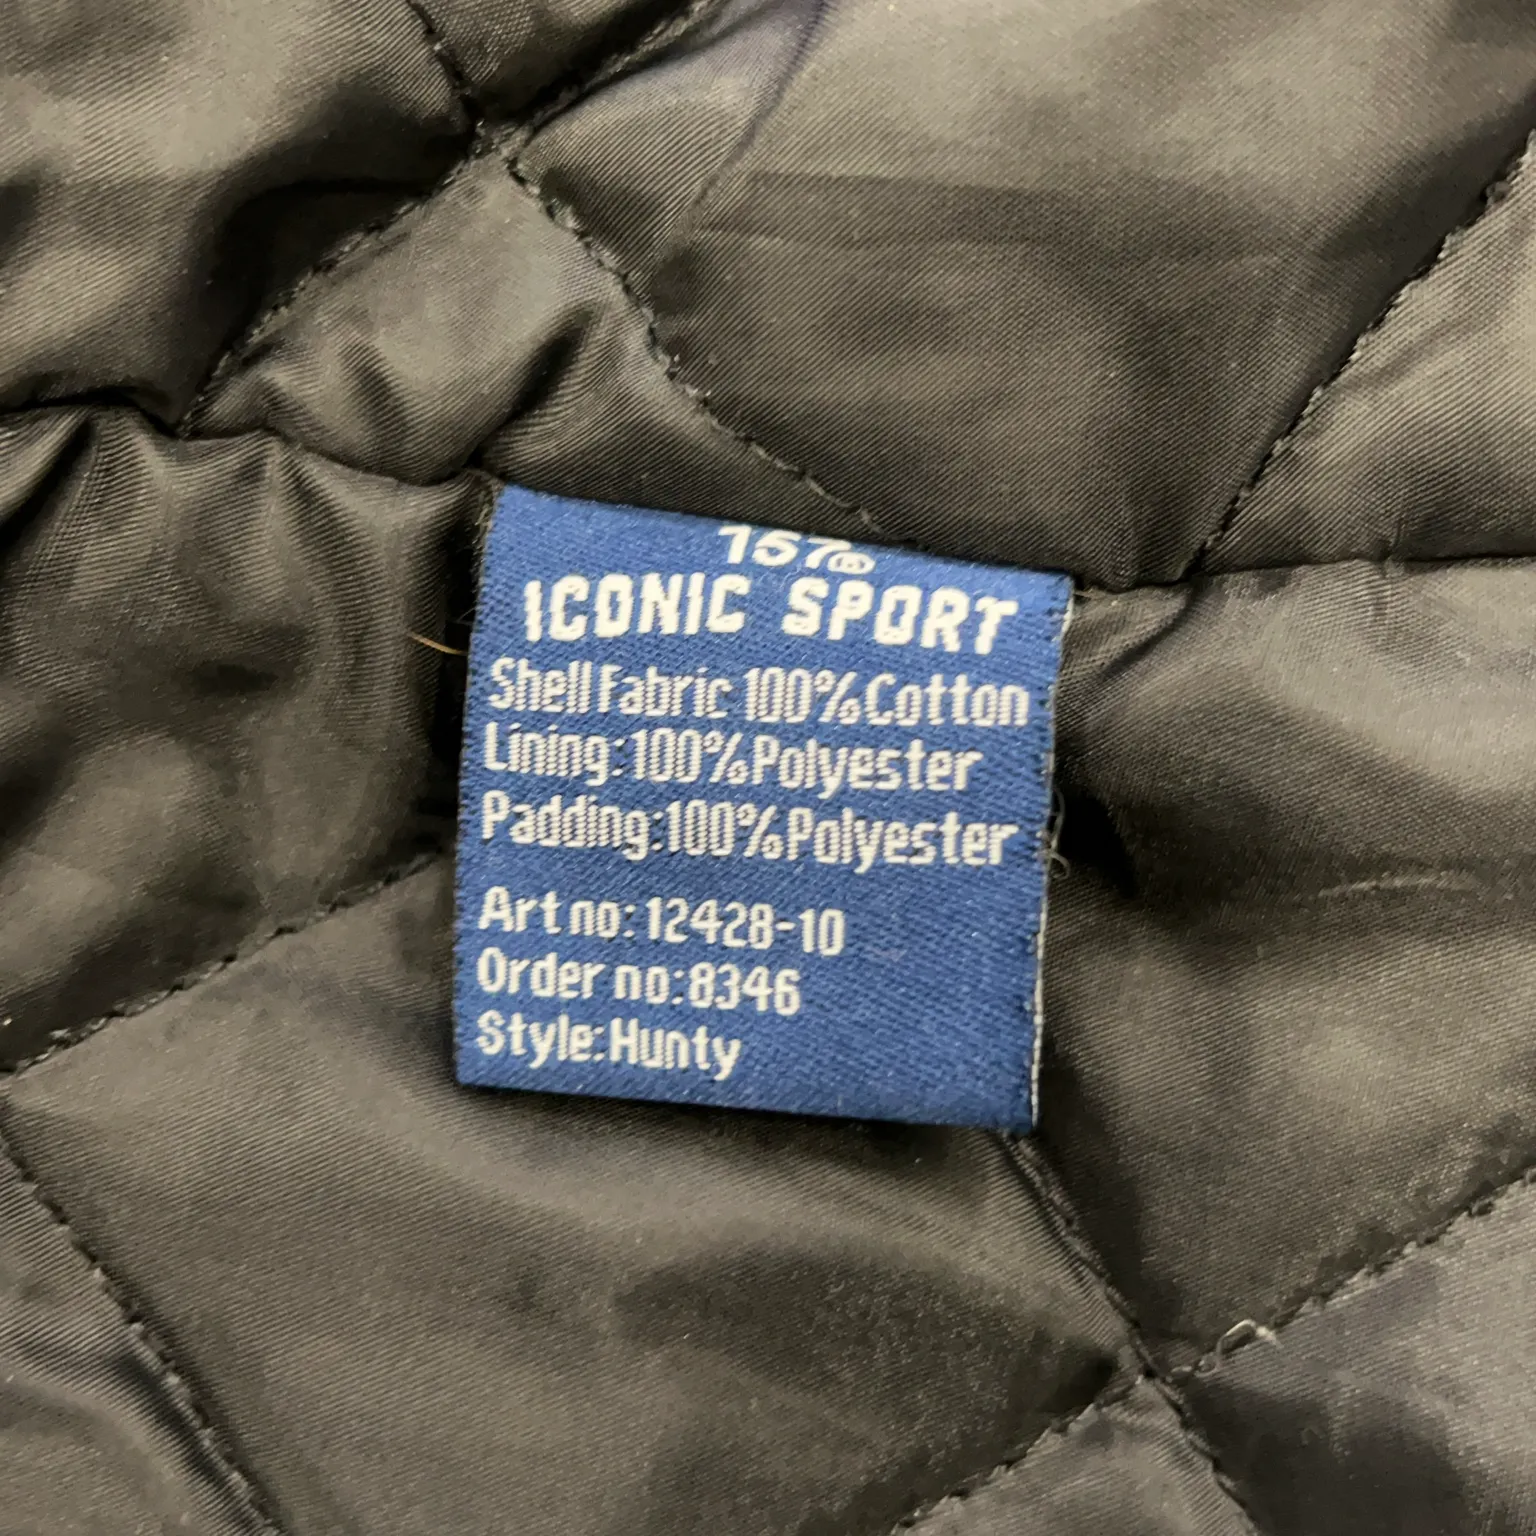 157®
ICONIC SPORT
Shell Fabric 100% Cotton
Lining:100% Polyester
Padding:100% Polyester
Art no:12428-10
Order no:8346
Style:Hunty